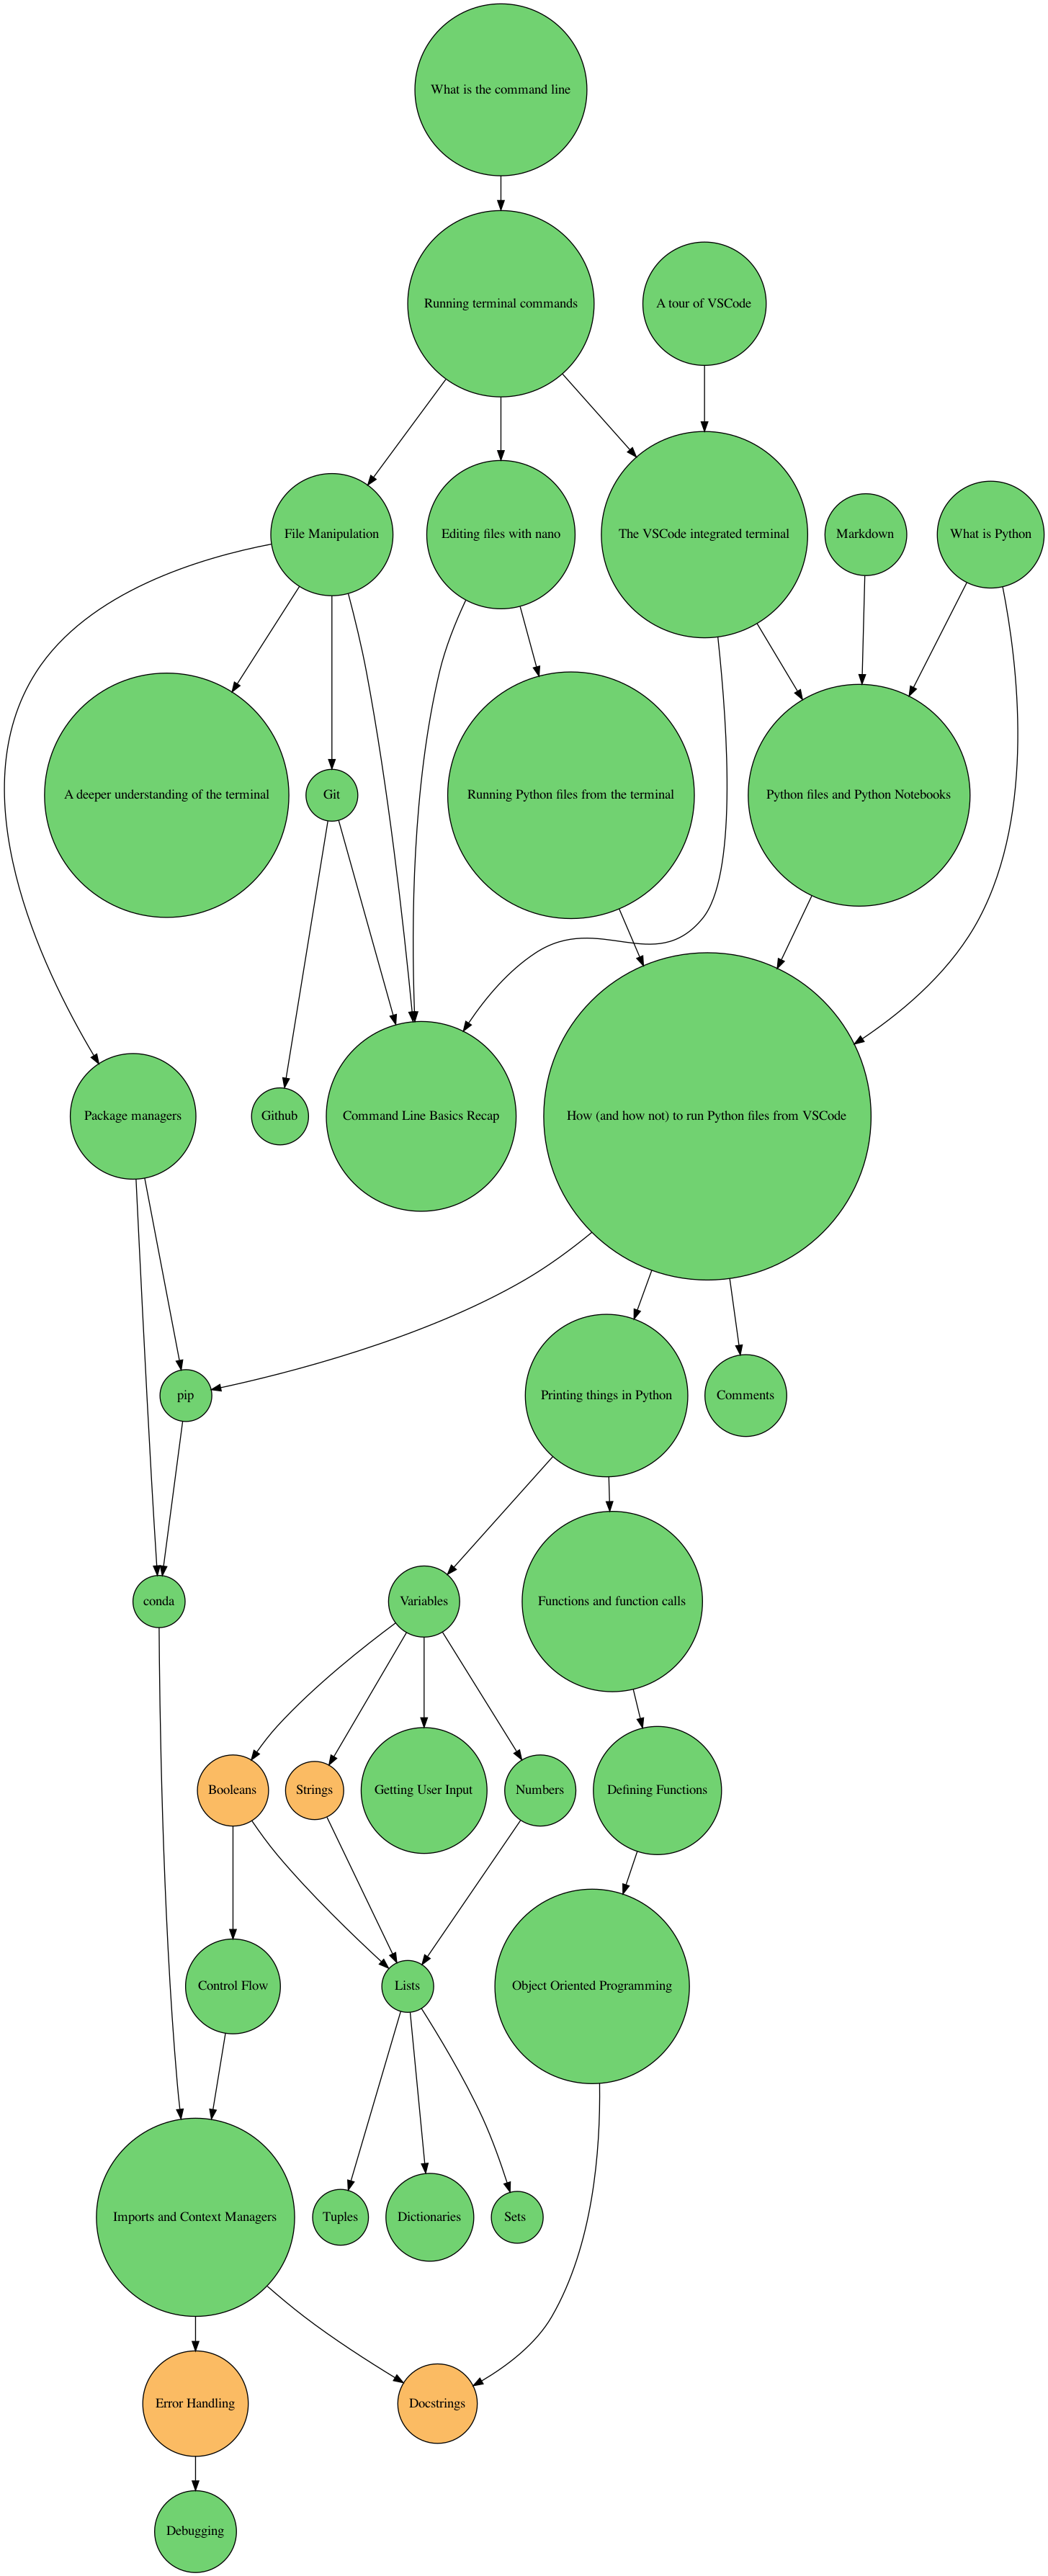 What is the command line
Running terminal commands
A tour of VSCode
File Manipulation
Editing files with nano
The VSCode integrated terminal
Markdown
What is Python
A deeper understanding of the terminal
Git
Running Python files from the terminal
Python files and Python Notebooks
Package managers
Github
Command Line Basics Recap
How (and how not) to run Python files from VSCode
pip
Printing things in Python
Comments
conda
Variables
Functions and function calls
Booleans
Strings
Getting User Input
Numbers
Defining Functions
Control Flow
Lists
Object Oriented Programming
Imports and Context Managers
Tuples
Dictionaries
Sets
Error Handling
Docstrings
Debugging